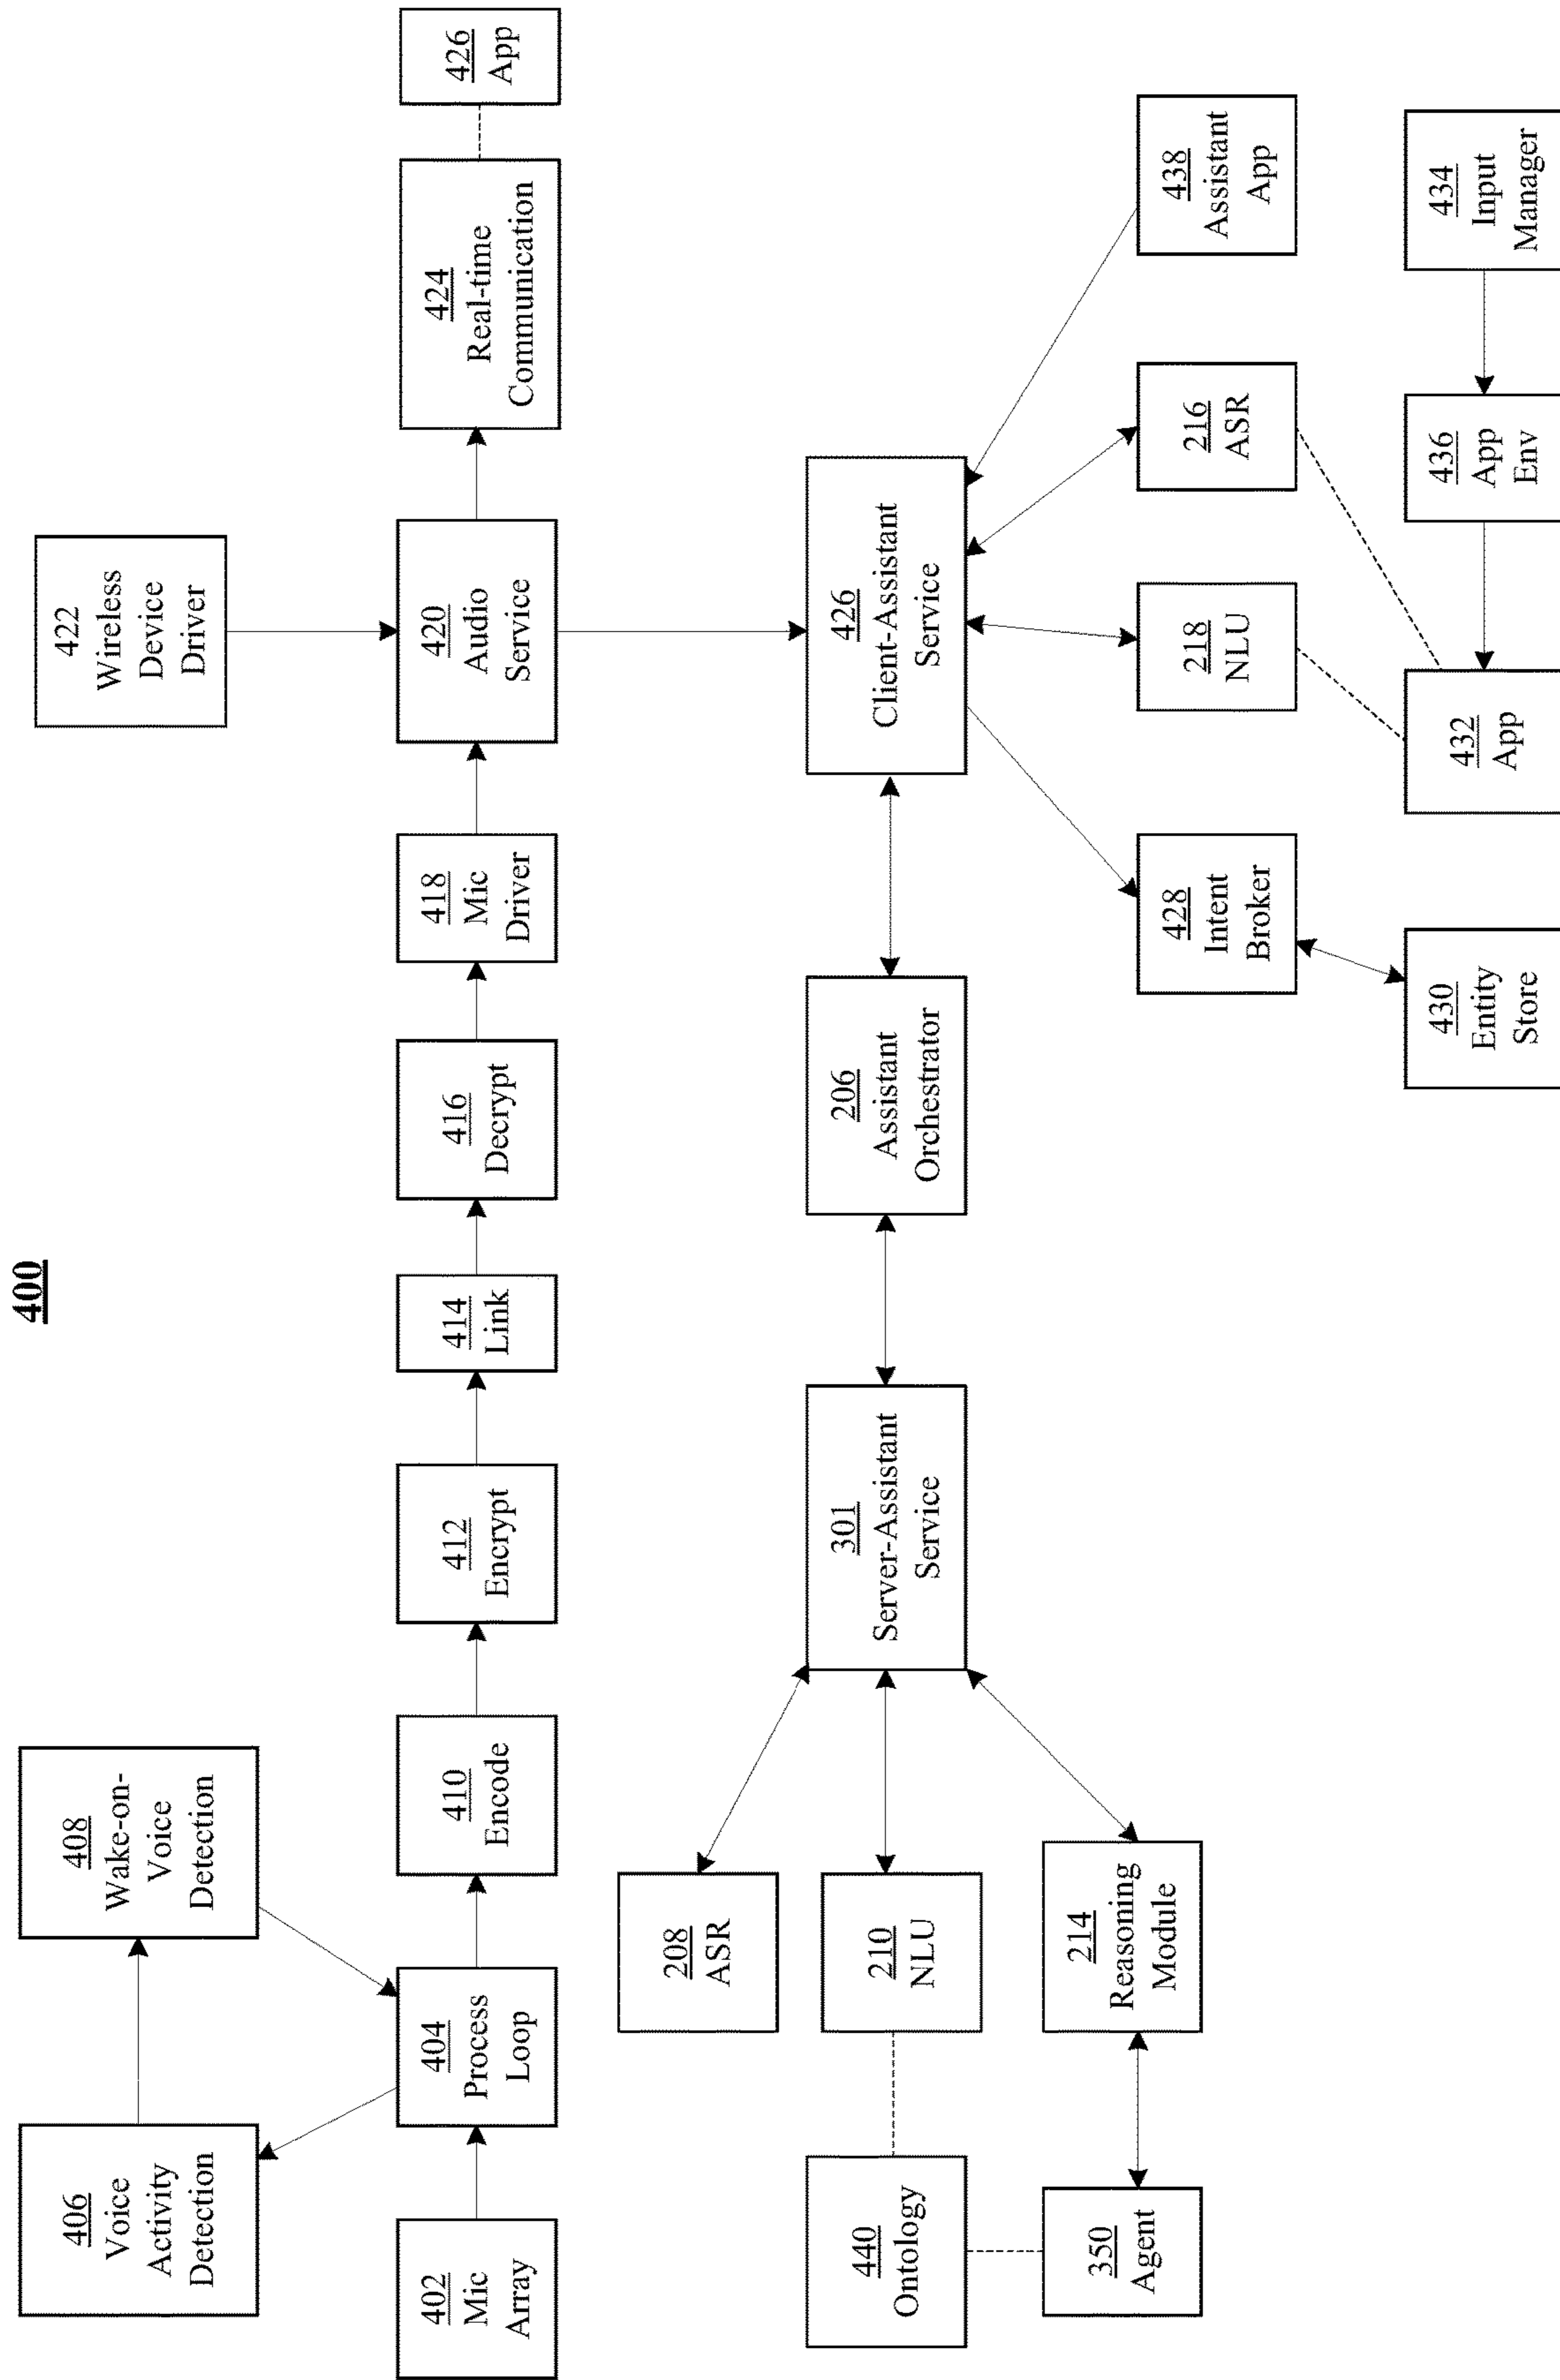 400
406
Voice
Activity
Detection
408
Wake-on-
Voice
Detection
422
Wireless
Device
Driver
402
Mic
Array
404
Process
Loop
410
Encode
412
Encrypt
414
Link
416
Decrypt
418
Mic
Driver
420
Audio
Service
424
Real-time
Communication
426
App
208
ASR
440
Ontology
210
NLU
301
Server-Assistant
Service
206
Assistant
Orchestrator
426
Client-Assistant
Service
350
Agent
214
Reasoning
Module
428
Intent
Broker
218
NLU
216
ASR
438
Assistant
App
430
Entity
Store
432
App
436
App
Env
434
Input
Manager